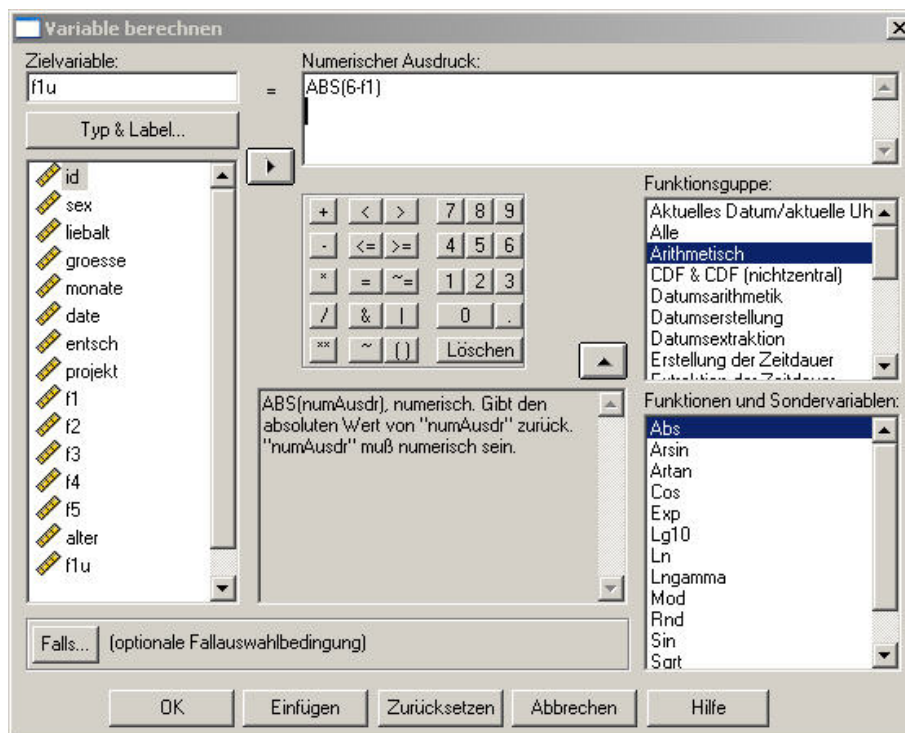 Variable berechnen
Zielvariable:
f1u
Typ & Label...
=
Numerischer Ausdruck:
ABS(6-f1)
id
sex
liebalt
groesse
monate
date
entsch
projekt
f1
f2
f3
f4
f5
alter
f1u
+ < > 7 8 9
- <= >= 4 5 6
* = ~= 1 2 3
/ & | 0 .
** ~ () Löschen
ABS(numAusdr), numerisch. Gibt den
absoluten Wert von "numAusdr" zurück.
"numAusdr" muß numerisch sein.
Funktionsguppe:
Aktuelles Datum/aktuelle Uh
Alle
Arithmetisch
CDF & CDF (nichtzentral)
Datumsarithmetik
Datumserstellung
Datumsextraktion
Erstellung der Zeitdauer
Extraktion der Zeitdauer
Funktionen und Sondervariablen:
Abs
Arsin
Artan
Cos
Exp
Lg10
Ln
Lngamma
Mod
Rnd
Sin
Sqrt
Falls... (optionale Fallauswahlbedingung)
OK Einfügen Zurücksetzen Abbrechen Hilfe